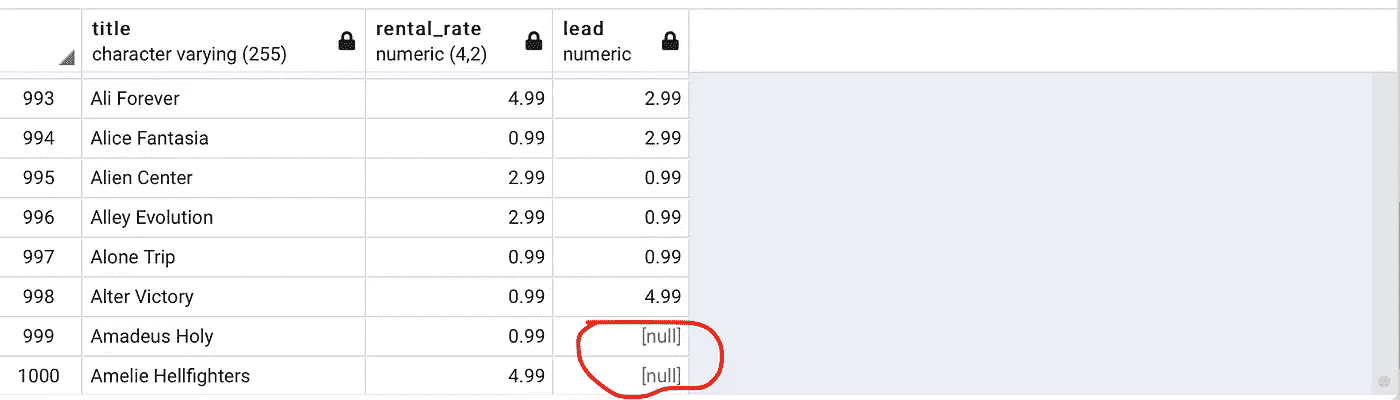 title rental_rate lead
character varying (255) numeric (4,2) numeric
993 Ali Forever 4.99 2.99
994 Alice Fantasia 0.99 2.99
995 Alien Center 2.99 0.99
996 Alley Evolution 2.99 0.99
997 Alone Trip 0.99 0.99
998 Alter Victory 0.99 4.99
999 Amadeus Holy 0.99 [null]
1000 Amelie Hellfighters 4.99 [null]